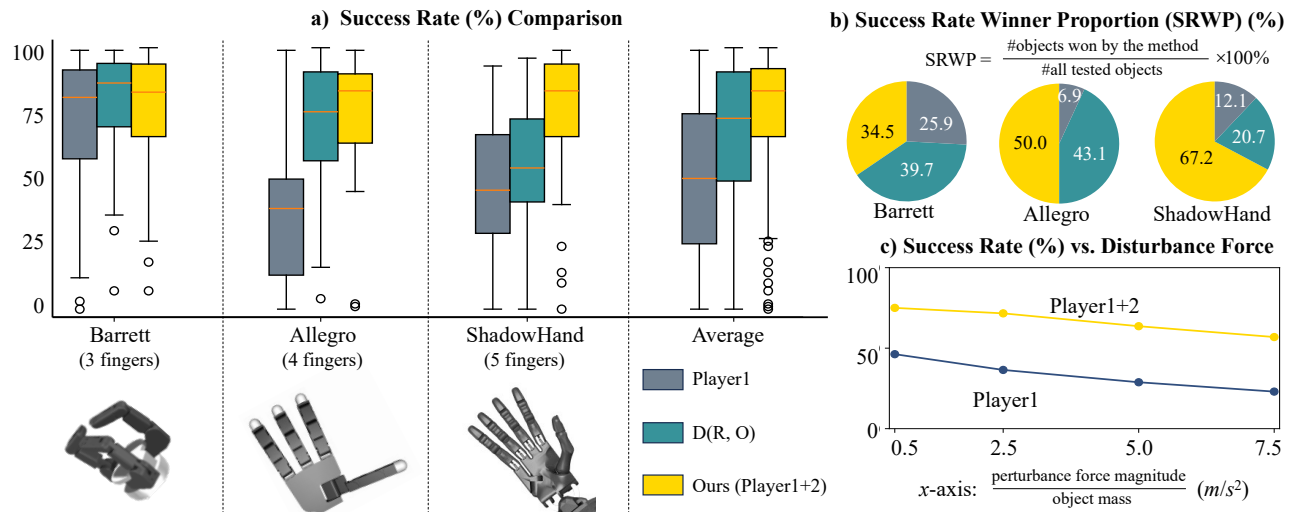 a) Success Rate (%) Comparison
100
75
50
25
0
Barrett
(3 fingers)
Allegro
(4 fingers)
ShadowHand
(5 fingers)
Average
Player1
D(R, O)
Ours (Player1+2)
b) Success Rate Winner Proportion (SRWP) (%)
SRWP = #objects won by the method / #all tested objects ×100%
34.5
25.9
39.7
Barrett
6.9
50.0
43.1
Allegro
12.1
20.7
67.2
ShadowHand
c) Success Rate (%) vs. Disturbance Force
100
50
0
Player1+2
Player1
0.5
2.5
5.0
7.5
x-axis: perturbance force magnitude / object mass (m/s²)